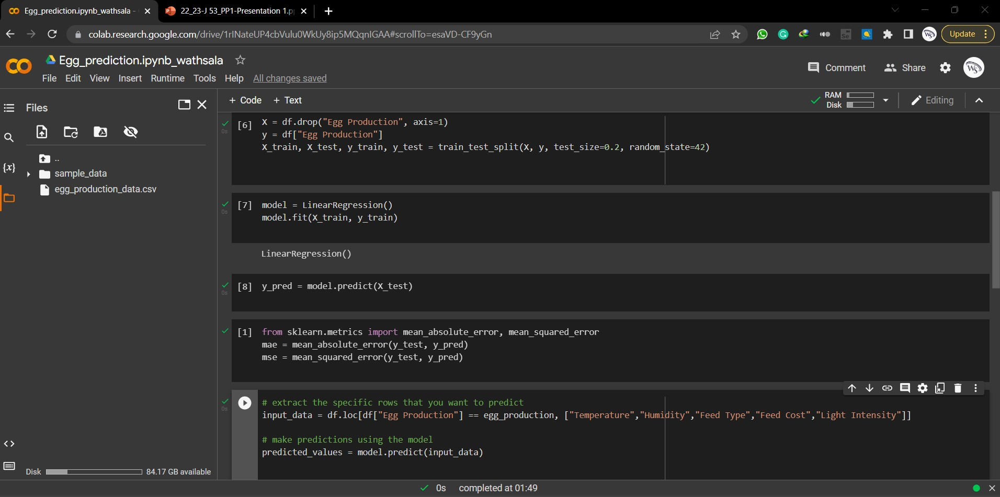 Egg_prediction.ipynb_wathsala -
22_23-J 53_PP1-Presentation 1.p
colab.research.google.com/drive/1rINateUP4cbVulu0WkUy8ip5MQqnIGAA#scrollTo=esaVD-CF9yGn
Update
Egg_prediction.ipynb_wathsala
File Edit View Insert Runtime Tools Help All changes saved
Comment
Share
WS
Files
+ Code + Text
RAM
Disk
Editing
..
sample_data
egg_production_data.csv
{x}
Disk
84.17 GB available
0s
[6]
X = df.drop("Egg Production", axis=1)
y = df["Egg Production"]
X_train, X_test, y_train, y_test = train_test_split(X, y, test_size=0.2, random_state=42)
0s
[7]
model = LinearRegression()
model.fit(X_train, y_train)
LinearRegression()
0s
[8]
y_pred = model.predict(X_test)
[1]
from sklearn.metrics import mean_absolute_error, mean_squared_error
mae = mean_absolute_error(y_test, y_pred)
mse = mean_squared_error(y_test, y_pred)
0s
# extract the specific rows that you want to predict
input_data = df.loc[df["Egg Production"] == egg_production, ["Temperature","Humidity","Feed Type","Feed Cost","Light Intensity"]]
# make predictions using the model
predicted_values = model.predict(input_data)
0s completed at 01:49